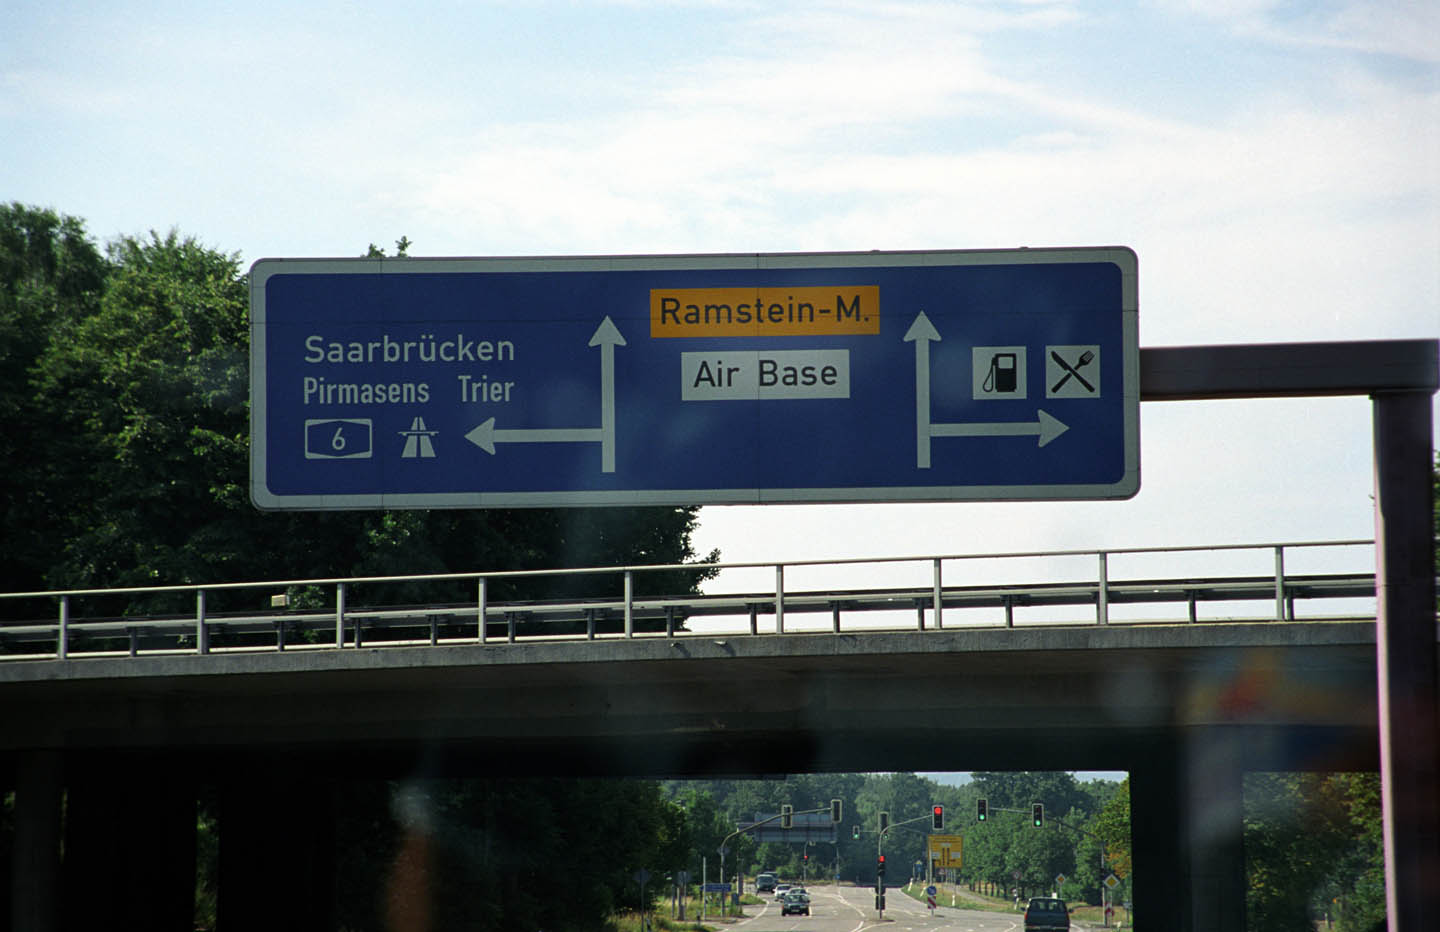 Saarbrücken
Pirmasens Trier
6
Ramstein-M.
Air Base